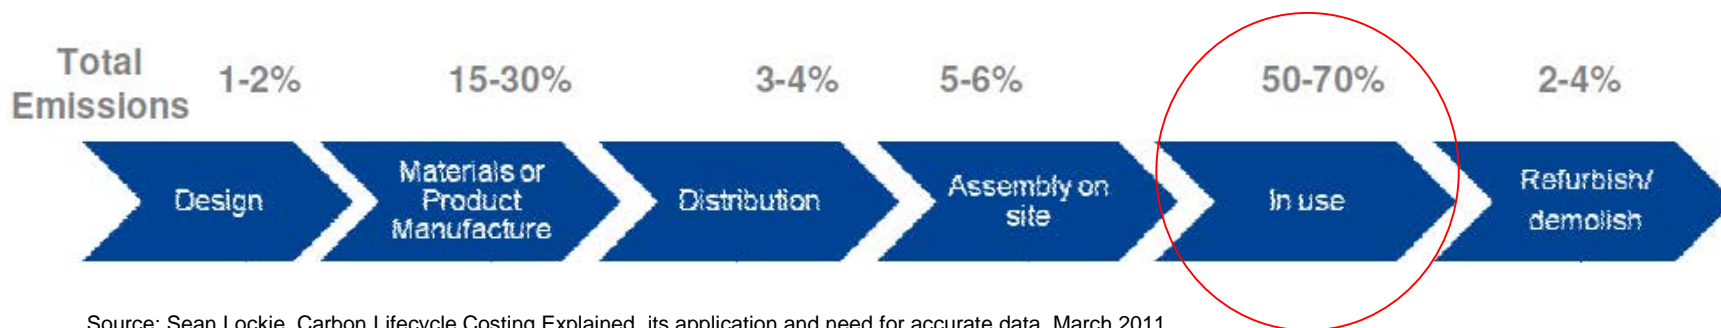 Total
Emissions
1-2%
15-30%
3-4%
5-6%
50-70%
2-4%
Design
Materials or
Product
Manufacture
Distribution
Assembly on
site
In use
Refurbish/
demolish
Source: Sean Lockie, Carbon Lifecycle Costing Explained, its application and need for accurate data, March 2011